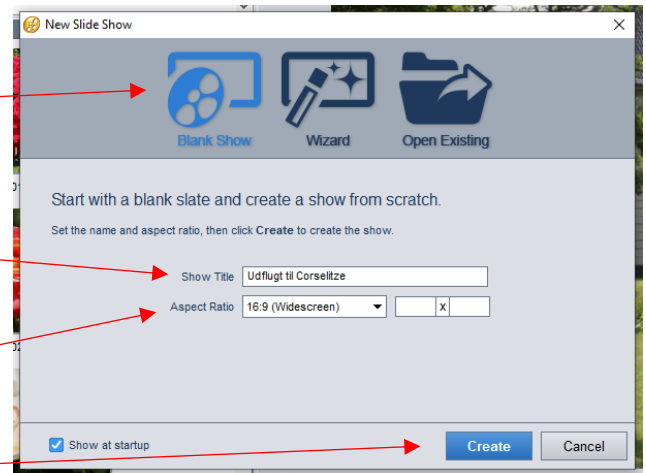 New Slide Show
Blank Show Wizard Open Existing
Start with a blank slate and create a show from scratch.
Set the name and aspect ratio, then click Create to create the show.
Show Title Udflugt til Corselitze
Aspect Ratio 16:9 (Widescreen) x
Show at startup Create Cancel